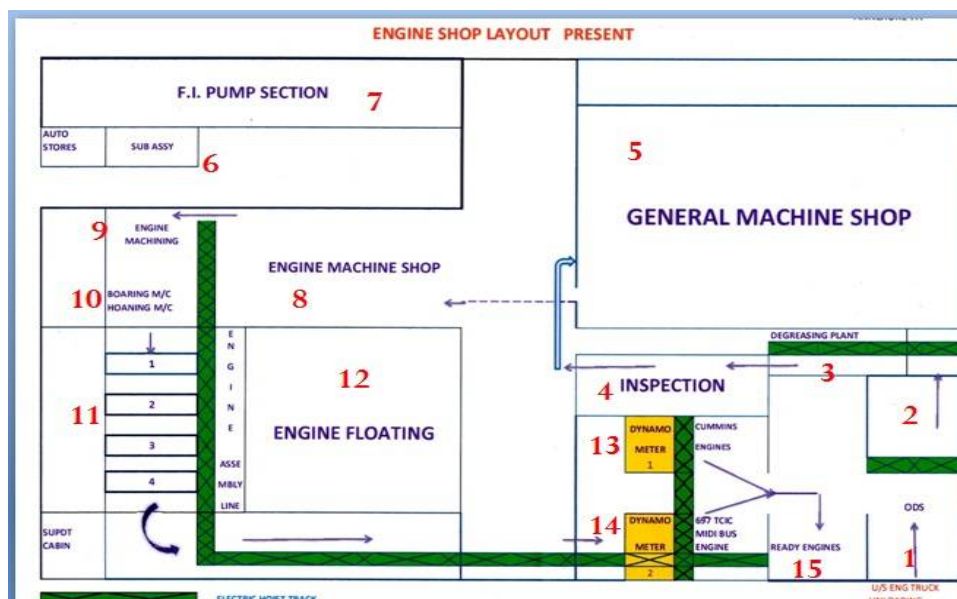 ENGINE SHOP LAYOUT PRESENT
F.I. PUMP SECTION
7
AUTO
STORES
SUB ASSY
6
5
GENERAL MACHINE SHOP
9
ENGINE
MACHINING
ENGINE MACHINE SHOP
8
10
BOARING M/C
HOANING M/C
DEGREASING PLANT
3
4
INSPECTION
2
E
N
G
I
N
E
ASSE
MBLY
LINE
1
2
3
4
11
12
ENGINE FLOATING
13
DYNAMO
METER
1
CUMMINS
ENGINES
14
DYNAMO
METER
2
697 TCIC
MIDI BUS
ENGINE
ODS
READY ENGINES
15
1
SUPDT
CABIN
U/S ENG TRUCK
ELECTRIC HOIST TRACK